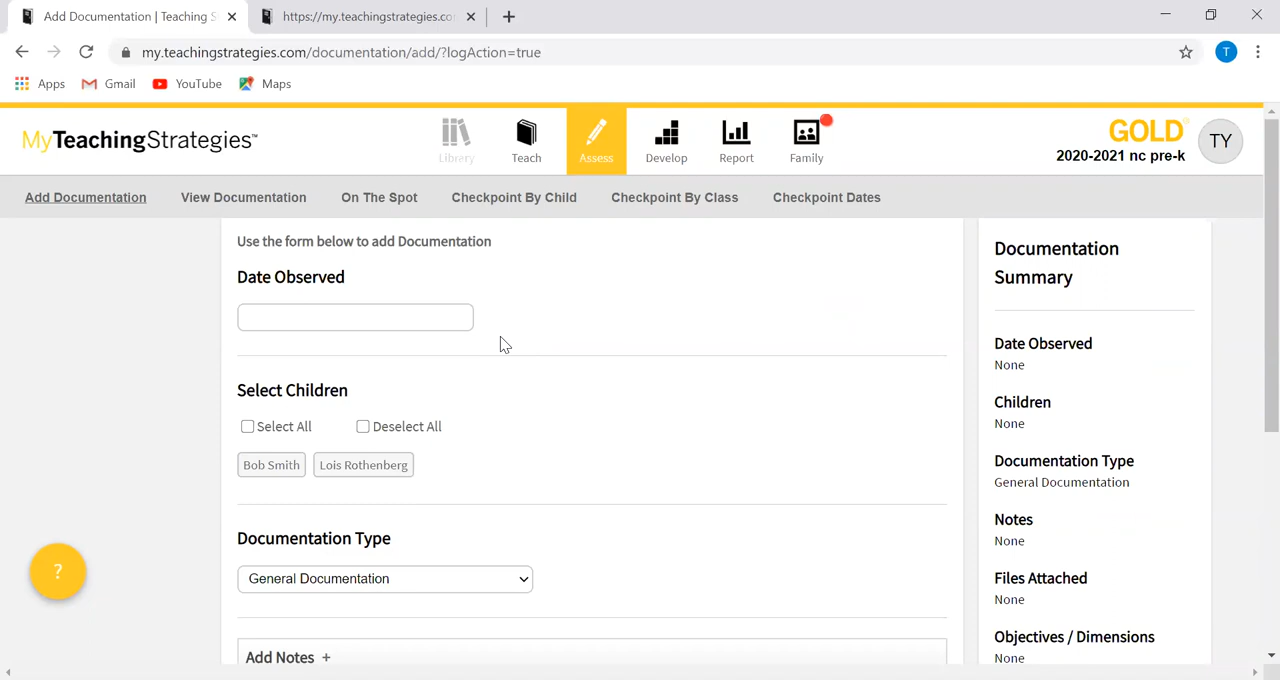 Add Documentation | Teaching S
https://my.teachingstrategies.co
my.teachingstrategies.com/documentation/add/?logAction=true
T
Apps
Gmail
YouTube
Maps
MyTeachingStrategies™
Library
Teach
Assess
Develop
Report
Family
GOLD®
2020-2021 nc pre-k
TY
Add Documentation
View Documentation
On The Spot
Checkpoint By Child
Checkpoint By Class
Checkpoint Dates
Use the form below to add Documentation
Date Observed
Select Children
Select All
Deselect All
Bob Smith
Lois Rothenberg
Documentation Type
General Documentation
Add Notes +
?
Documentation
Summary
Date Observed
None
Children
None
Documentation Type
General Documentation
Notes
None
Files Attached
None
Objectives / Dimensions
None